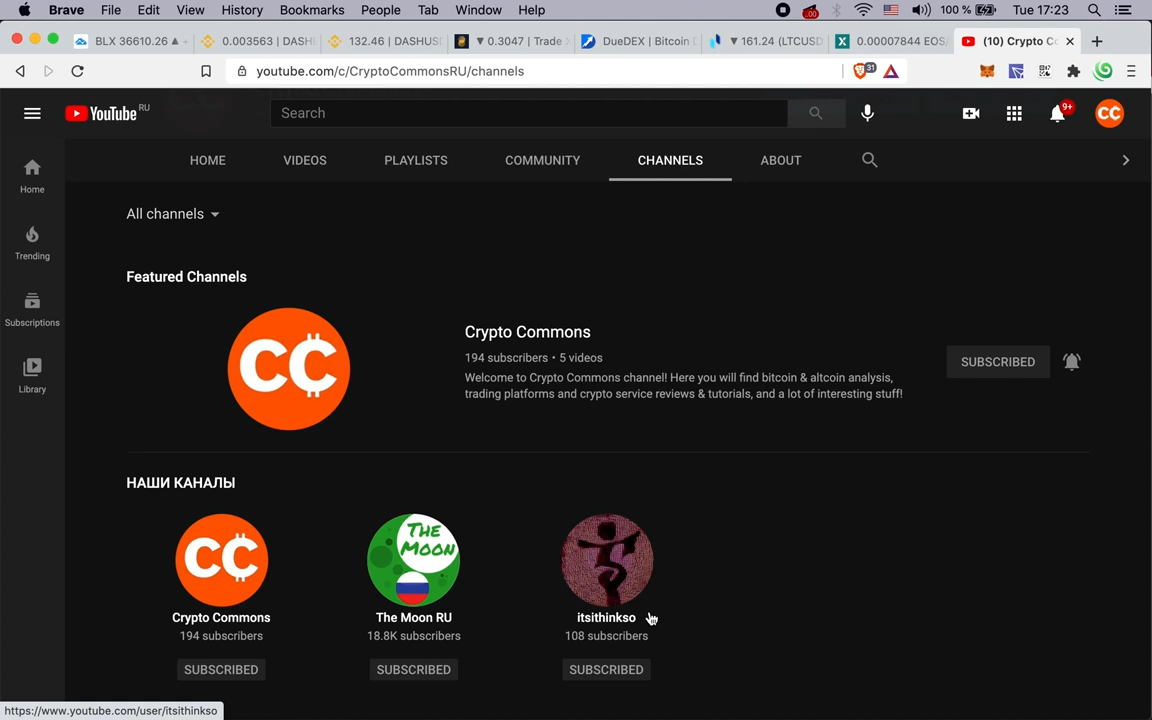 Brave File Edit View History Bookmarks People Tab Window Help 100 % Tue 17:23
BLX 36610.26 ▲ + 0.003563 | DASH 132.46 | DASHUS ▼ 0.3047 | Trade DueDEX | Bitcoin ▼ 161.24 (LTCUSD 0.00007844 EOS/ (10) Crypto Co
youtube.com/c/CryptoCommonsRU/channels 31
YouTube RU Search 9+ CC
HOME VIDEOS PLAYLISTS COMMUNITY CHANNELS ABOUT
Home
Trending
Subscriptions
Library
All channels
Featured Channels
CC
Crypto Commons
194 subscribers • 5 videos
Welcome to Crypto Commons channel! Here you will find bitcoin & altcoin analysis,
trading platforms and crypto service reviews & tutorials, and a lot of interesting stuff!
SUBSCRIBED
НАШИ КАНАЛЫ
CC
THE
MOON
Crypto Commons The Moon RU itsithinkso
194 subscribers 18.8K subscribers 108 subscribers
SUBSCRIBED SUBSCRIBED SUBSCRIBED
https://www.youtube.com/user/itsithinkso